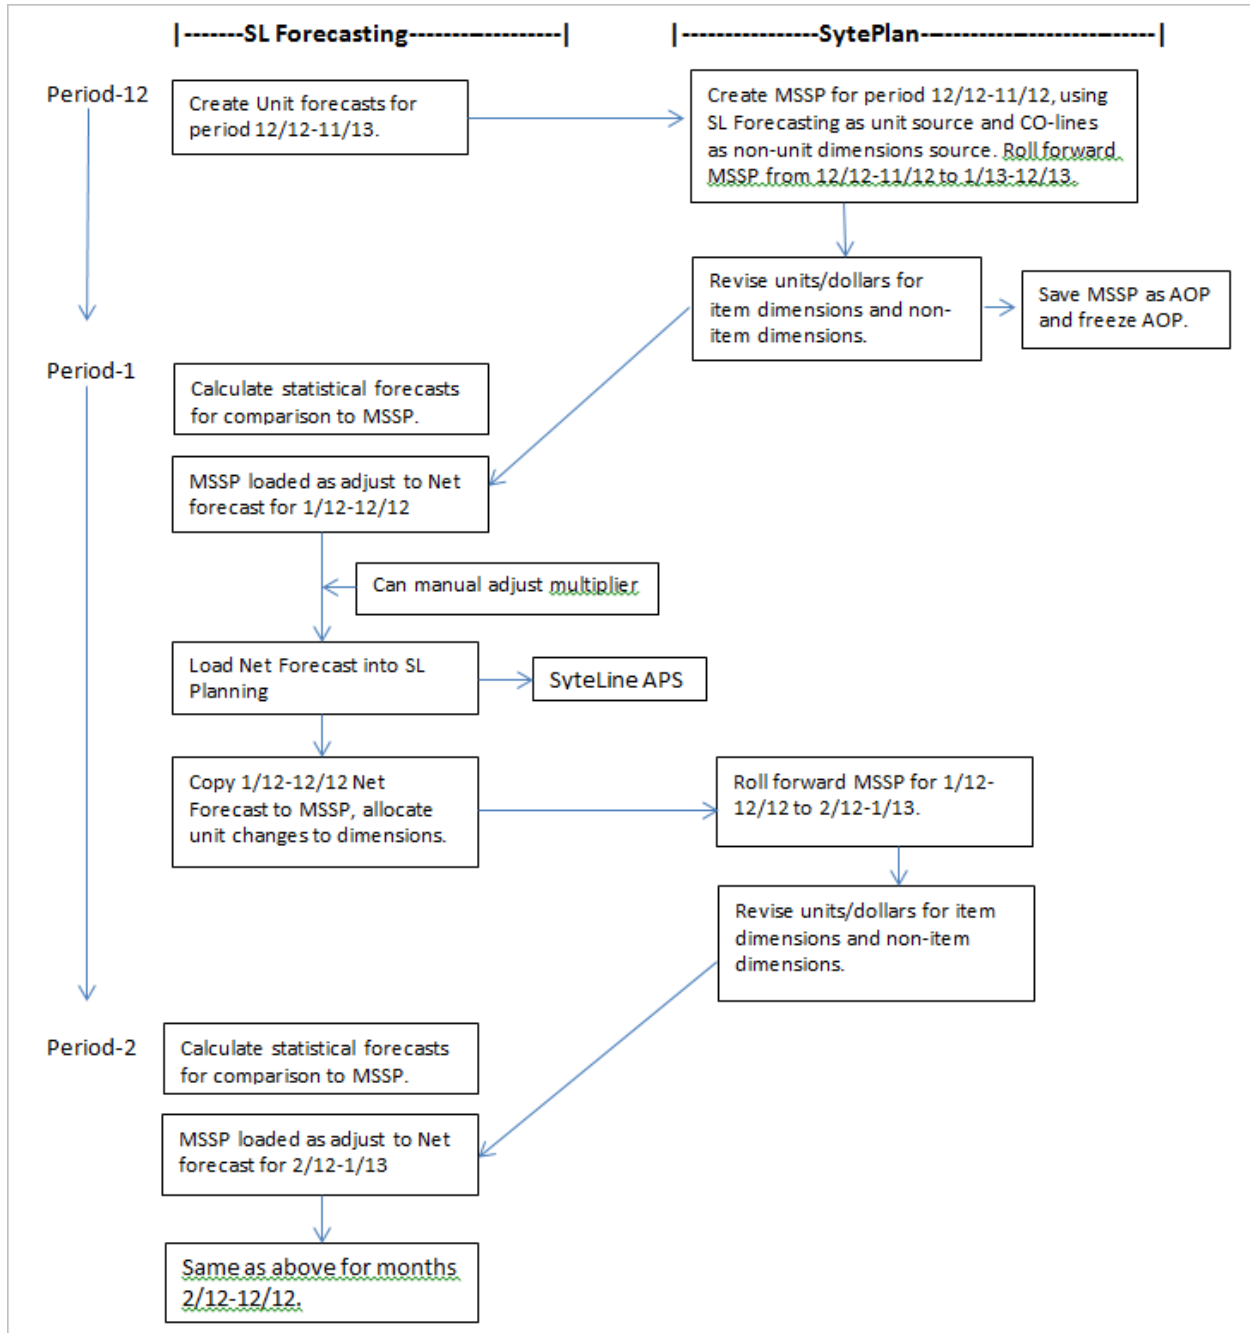 |-------SL Forecasting------------------|
|----------------SytePlan---------------------------|
Period-12
Create Unit forecasts for
period 12/12-11/13.
Create MSSP for period 12/12-11/12, using
SL Forecasting as unit source and CO-lines
as non-unit dimensions source. Roll forward
MSSP from 12/12-11/12 to 1/13-12/13.
Revise units/dollars for
item dimensions and non-
item dimensions.
Save MSSP as AOP
and freeze AOP.
Period-1
Calculate statistical forecasts
for comparison to MSSP.
MSSP loaded as adjust to Net
forecast for 1/12-12/12
Can manual adjust multiplier
Load Net Forecast into SL
Planning
SyteLine APS
Copy 1/12-12/12 Net
Forecast to MSSP, allocate
unit changes to dimensions.
Roll forward MSSP for 1/12-
12/12 to 2/12-1/13.
Revise units/dollars for item
dimensions and non-item
dimensions.
Period-2
Calculate statistical forecasts
for comparison to MSSP.
MSSP loaded as adjust to Net
forecast for 2/12-1/13
Same as above for months
2/12-12/12.